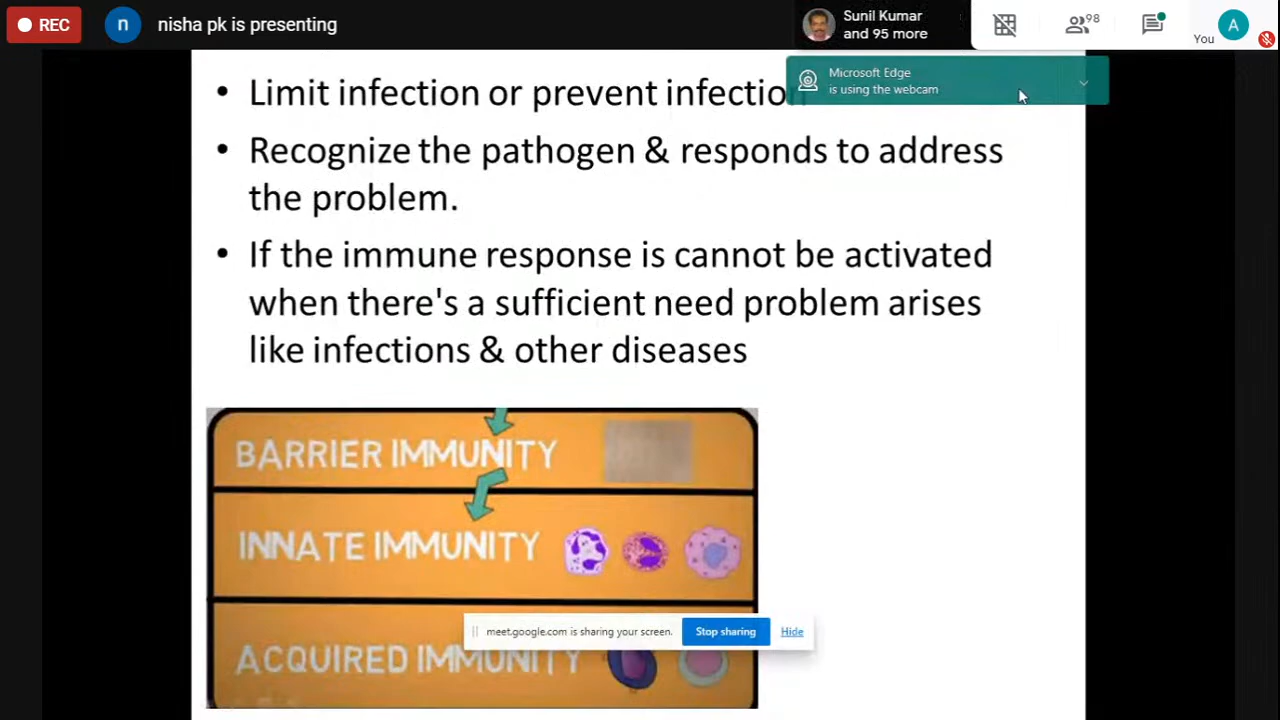 REC
n
nisha pk is presenting
Sunil Kumar
and 95 more
98
You
A
Microsoft Edge
is using the webcam
• Limit infection or prevent infection
• Recognize the pathogen & responds to address
the problem.
• If the immune response is cannot be activated
when there's a sufficient need problem arises
like infections & other diseases
BARRIER IMMUNITY
INNATE IMMUNITY
meet.google.com is sharing your screen.
Stop sharing
Hide
ACQUIRED IMMUNITY